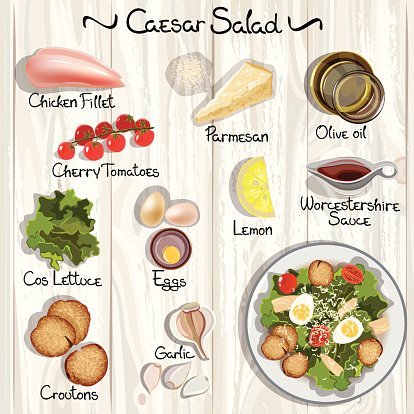 Caesar Salad
Chicken Fillet
Parmesan
Olive oil
Cherry Tomatoes
Lemon
Worcestershire
Sauce
Cos Lettuce
Eggs
Garlic
Croutons